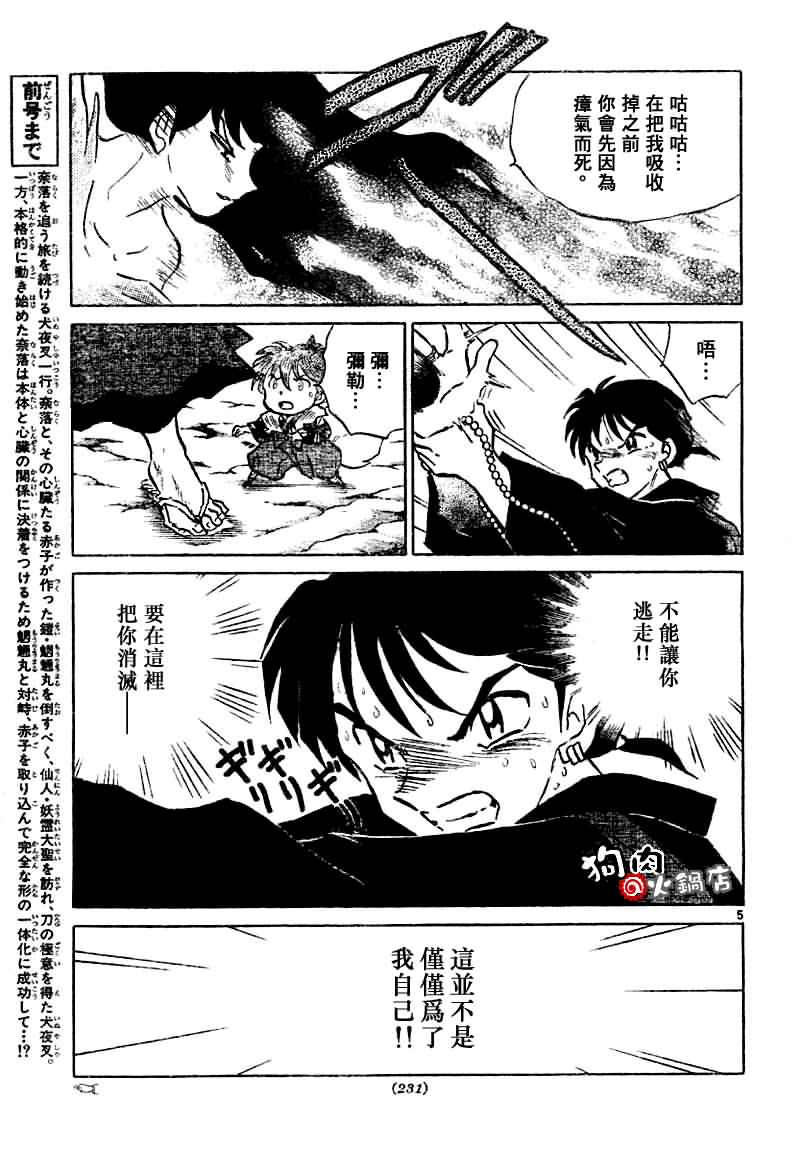 咕咕咕…
在把我吸收
掉之前
你會先因為
瘴氣而死。
唔…
彌…
彌勒…
不能讓你
逃走!!
要在這裡
把你消滅——
ギギギ
リリリ
狗肉
@火鍋店
5
這並不是
僅僅爲了
我自己!!
(231)
前号まで
奈落を追う旅を続ける犬夜叉一行。奈落と、その心臓たる赤子が作った鎧・魍魎丸を倒すべく、仙人・妖霊大聖を訪れ、刀の極意を得た犬夜叉。
一方、本格的に動き始めた奈落は本体と心臓の関係に決着をつけるため魍魎丸と対峙、赤子を取り込んで完全な形の一体化に成功して…!?